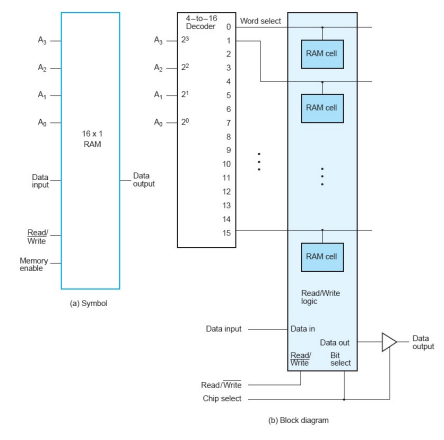 A3
A2
A1
A0
16 x 1
RAM
Data
input
Data
output
Read/
Write
Memory
enable
(a) Symbol
4–to–16
Decoder
A3
2³
A2
2²
A1
2¹
A0
2⁰
0
1
2
3
4
5
6
7
8
9
10
11
12
13
14
15
Word select
RAM cell
RAM cell
RAM cell
Read/Write
logic
Data input
Data in
Data out
Data
output
Read/
Write
Bit
select
Read/Write
Chip select
(b) Block diagram